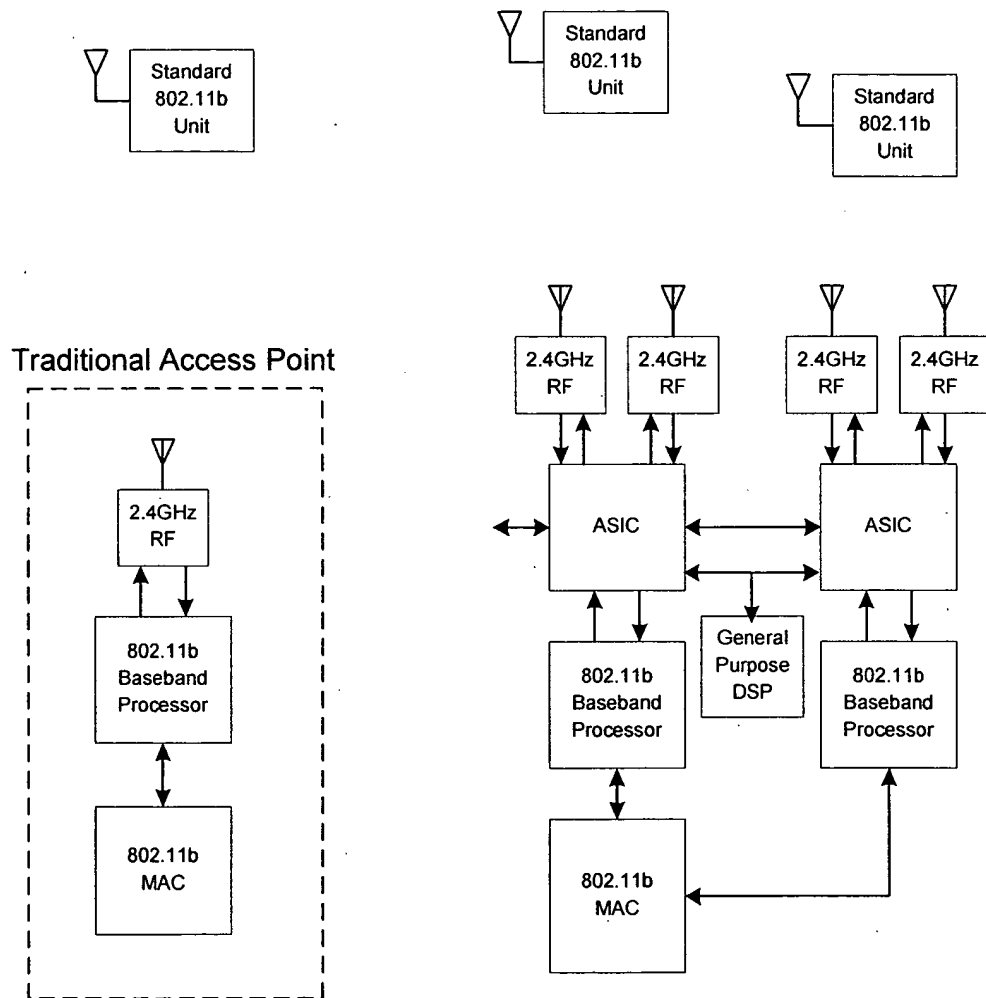 Standard
802.11b
Unit
Standard
802.11b
Unit
Standard
802.11b
Unit
Traditional Access Point
2.4GHz
RF
802.11b
Baseband
Processor
802.11b
MAC
2.4GHz
RF
2.4GHz
RF
2.4GHz
RF
2.4GHz
RF
ASIC
ASIC
802.11b
Baseband
Processor
General
Purpose
DSP
802.11b
Baseband
Processor
802.11b
MAC